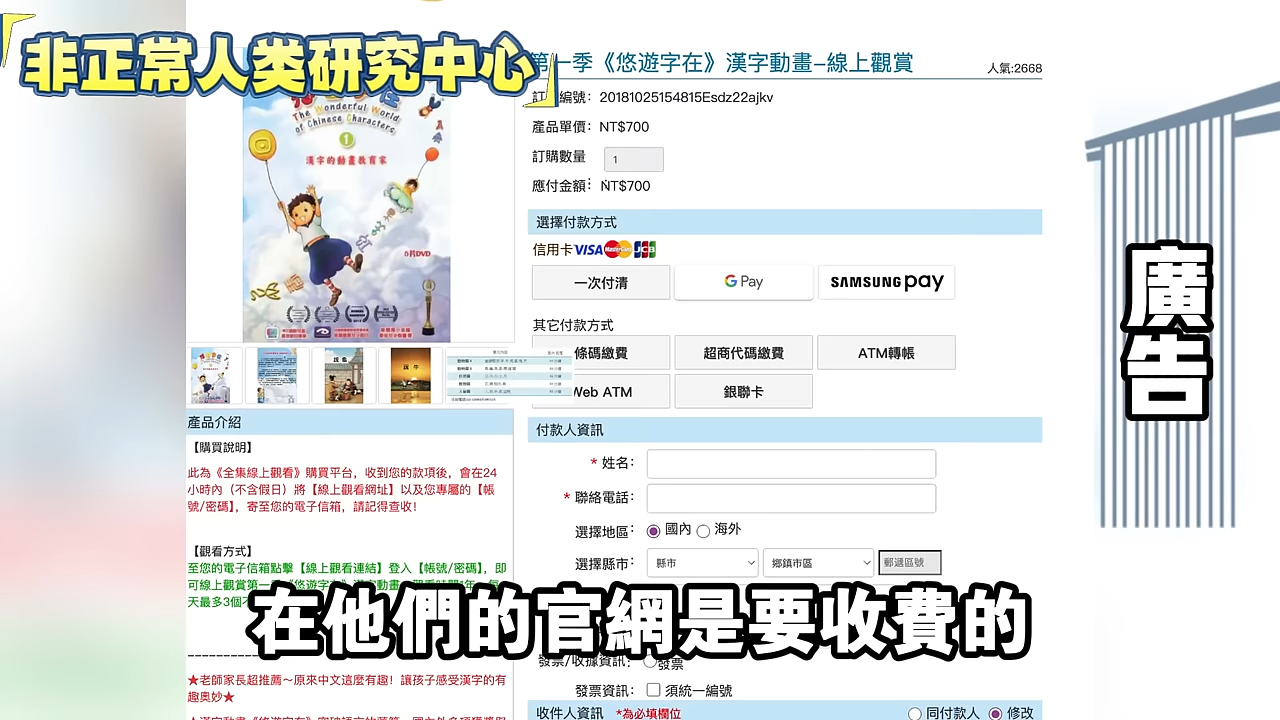 非正常人类研究中心
第一季《悠遊字在》漢字動畫–線上觀賞
人氣:2668
編號: 20181025154815Esdz22ajkv
產品單價: NT$700
訂購數量 1
應付金額: NT$700
選擇付款方式
信用卡 VISA MasterCard JCB
一次付清 G Pay SAMSUNG pay
其它付款方式
條碼繳費 超商代碼繳費 ATM轉帳
Web ATM 銀聯卡
付款人資訊
* 姓名:
* 聯絡電話:
選擇地區: 國內 海外
選擇縣市: 縣市 鄉鎮市區 郵遞區號
發票/收據資訊: 發票
發票資訊: 須統一編號
收件人資訊 *為必填欄位 同付款人 修改
The Wonderful World
of Chinese Characters
1
漢字的動畫教育家
產品介紹
【購買說明】
此為《全集線上觀看》購買平台，收到您的款項後，會在24
小時內（不含假日）將【線上觀看網址】以及您專屬的【帳
號/密碼】，寄至您的電子信箱，請記得查收！
【觀看方式】
至您的電子信箱點擊【線上觀看連結】登入【帳號/密碼】，即
可線上觀賞第一季《悠遊字在》漢字動畫
天最多3個
★老師家長超推薦～原來中文這麼有趣！讓孩子感受漢字的有
趣奧妙★
廣告
在他們的官網是要收費的